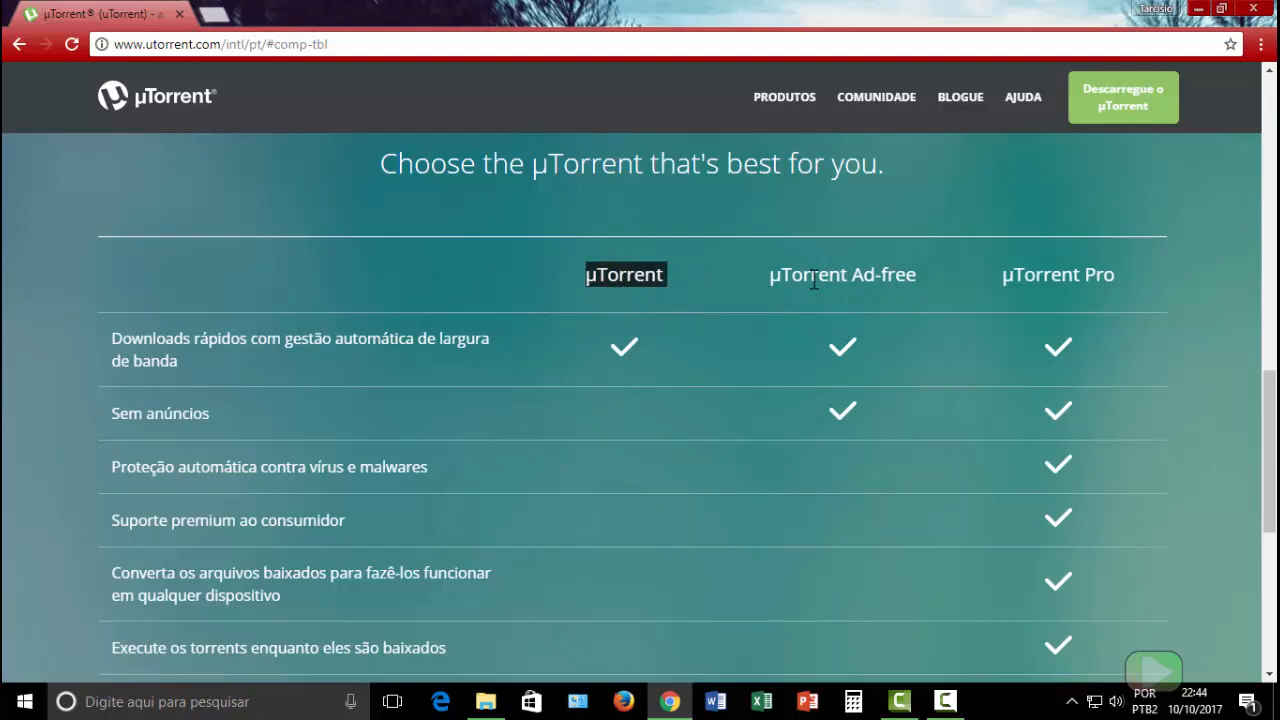 µTorrent® (uTorrent) - a
Tarcisio
www.utorrent.com/intl/pt/#comp-tbl
µTorrent®
PRODUTOS
COMUNIDADE
BLOGUE
AJUDA
Descarregue o
µTorrent
Choose the µTorrent that's best for you.
µTorrent
µTorrent Ad-free
µTorrent Pro
Downloads rápidos com gestão automática de largura
de banda
Sem anúncios
Proteção automática contra vírus e malwares
Suporte premium ao consumidor
Converta os arquivos baixados para fazê-los funcionar
em qualquer dispositivo
Execute os torrents enquanto eles são baixados
Digite aqui para pesquisar
POR
PTB2
22:44
10/10/2017
1